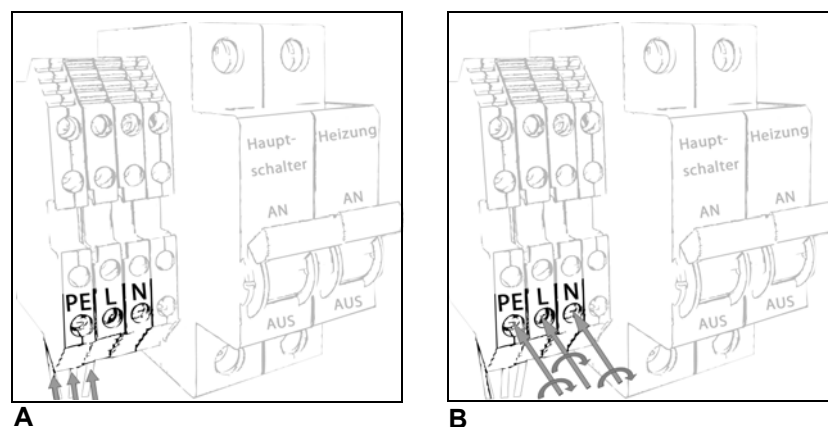 Haupt-
schalter
Heizung
AN
AN
PE L N
AUS
AUS
A
Haupt-
schalter
Heizung
AN
AN
PE L N
AUS
AUS
B